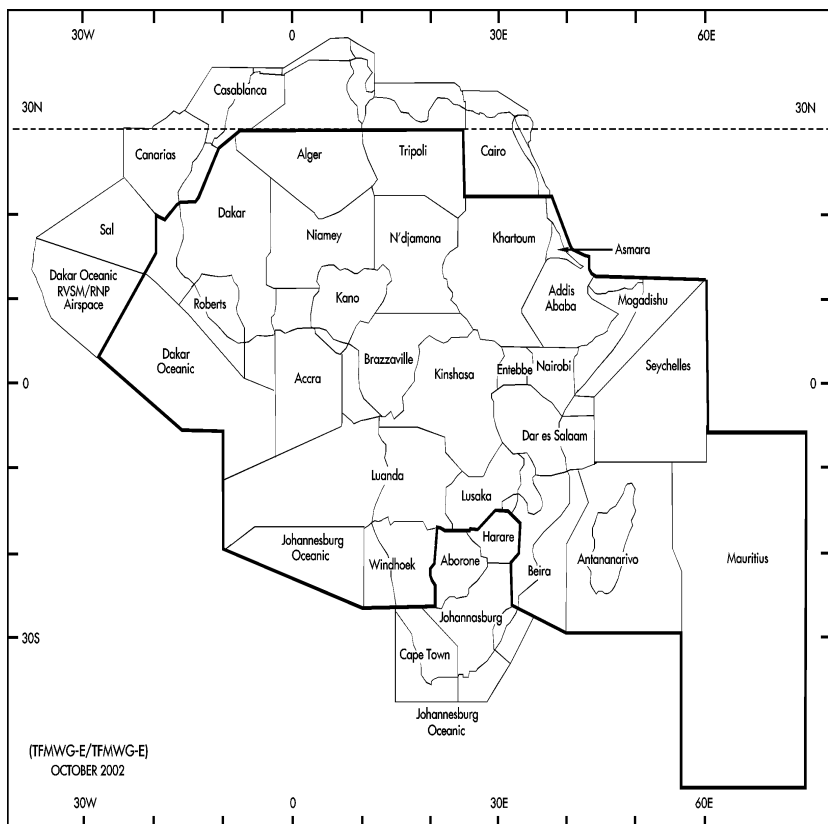 30W
0
30E
60E
30N
30N
Casablanca
Canarias
Alger
Tripoli
Cairo
Sal
Dakar
Niamey
N'djamana
Khartoum
Asmara
Dakar Oceanic
RVSM/RNP
Airspace
Roberts
Kano
Addis
Ababa
Mogadishu
Dakar
Oceanic
Accra
Brazzaville
Kinshasa
Entebbe
Nairobi
Seychelles
0
0
Dar es Salaam
Luanda
Lusaka
Johannesburg
Oceanic
Windhoek
Harare
Aborone
Beira
Antananarivo
Mauritius
Johannasburg
30S
Cape Town
Johannesburg
Oceanic
(TFMWG-E/TFMWG-E)
OCTOBER 2002
30W
0
30E
60E